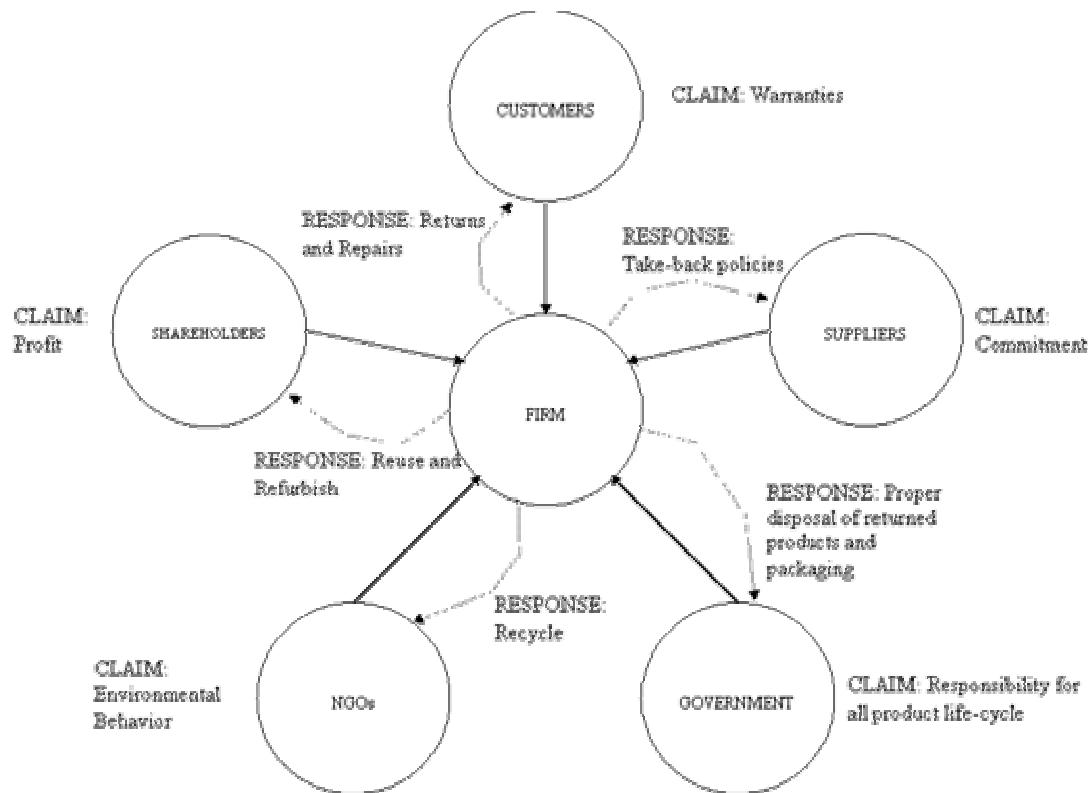 CUSTOMERS
CLAIM: Warranties
RESPONSE: Returns
and Repairs
RESPONSE:
Take-back policies
CLAIM:
Profit
SHAREHOLDERS
SUPPLIERS
CLAIM:
Commitment
FIRM
RESPONSE: Reuse and
Refurbish
RESPONSE: Proper
disposal of returned
products and
packaging
RESPONSE:
Recycle
CLAIM:
Environmental
Behavior
NGOs
GOVERNMENT
CLAIM: Responsibility for
all product life-cycle